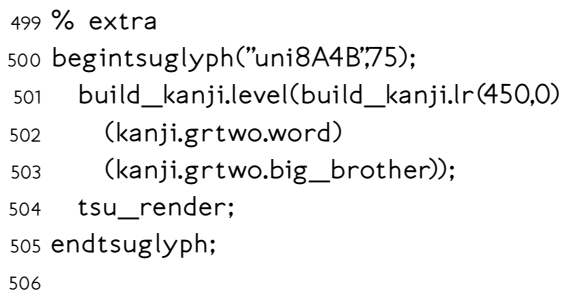 499 % extra
500 begintsuglyph("uni8A4B",75);
501 build_kanji.level(build_kanji.lr(450,0)
502 (kanji.grtwo.word)
503 (kanji.grtwo.big_brother));
504 tsu_render;
505 endtsuglyph;
506